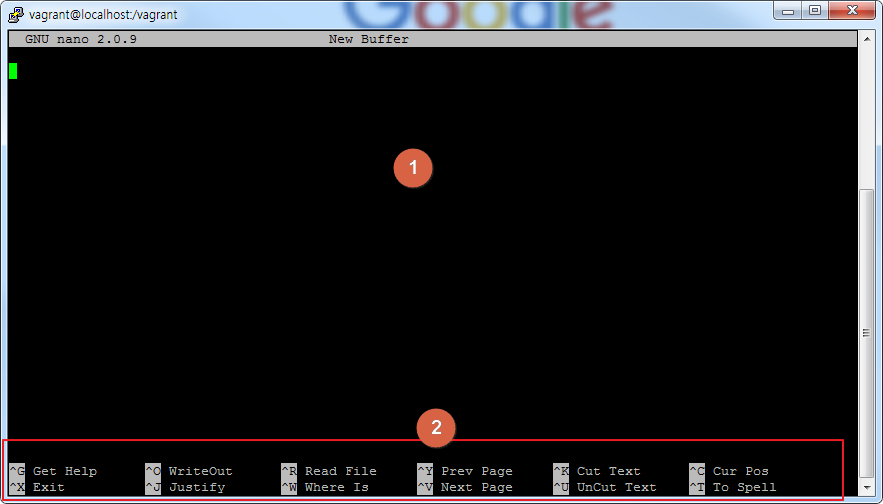 vagrant@localhost:/vagrant
Google
GNU nano 2.0.9 New Buffer
1
2
^G Get Help ^O WriteOut ^R Read File ^Y Prev Page ^K Cut Text ^C Cur Pos
^X Exit ^J Justify ^W Where Is ^V Next Page ^U UnCut Text ^T To Spell